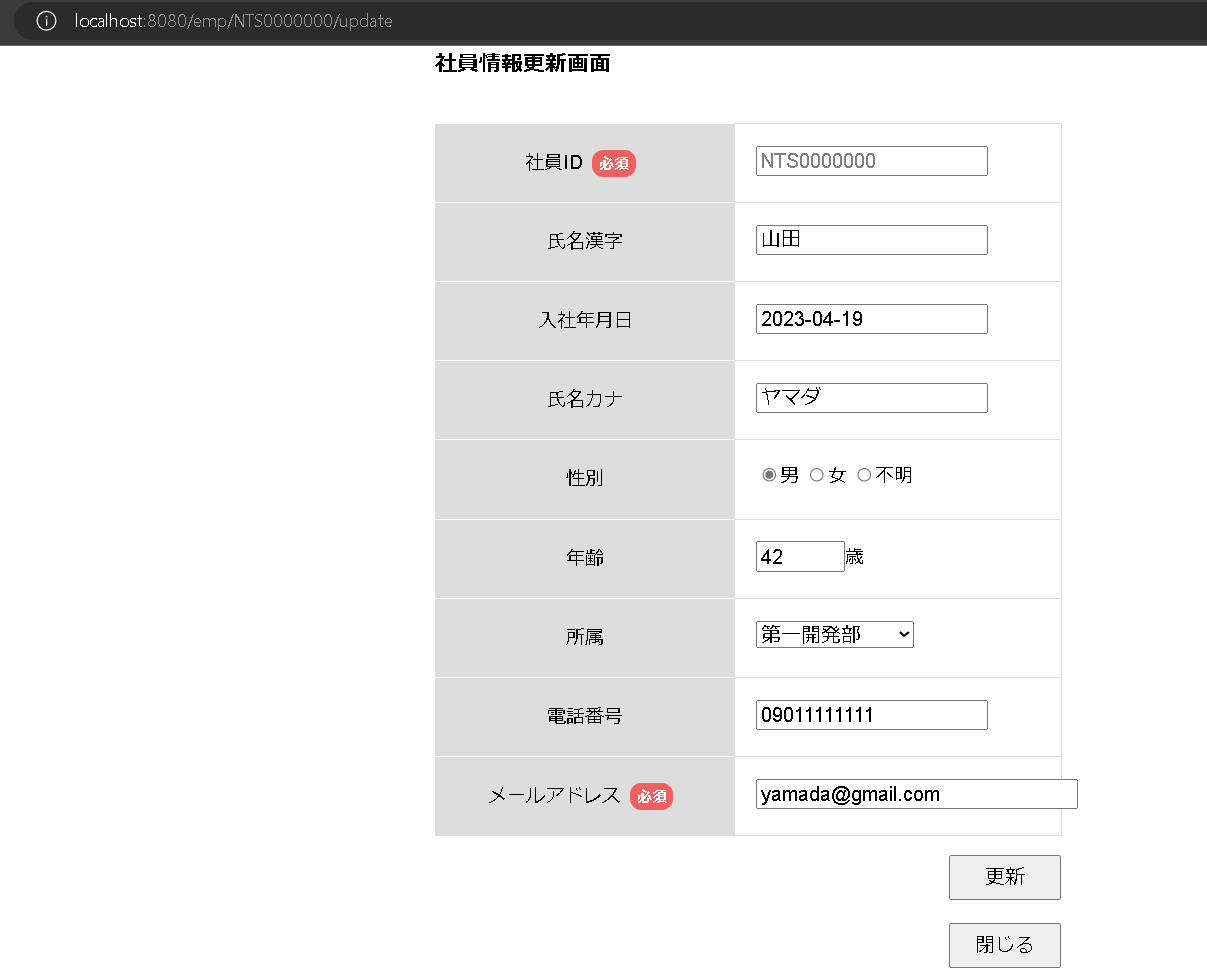 localhost:8080/emp/NTS0000000/update
社員情報更新画面
社員ID 必須 NTS0000000
氏名漢字 山田
入社年月日 2023-04-19
氏名カナ ヤマダ
性別 男 女 不明
年齢 42 歳
所属 第一開発部
電話番号 09011111111
メールアドレス 必須 yamada@gmail.com
更新
閉じる